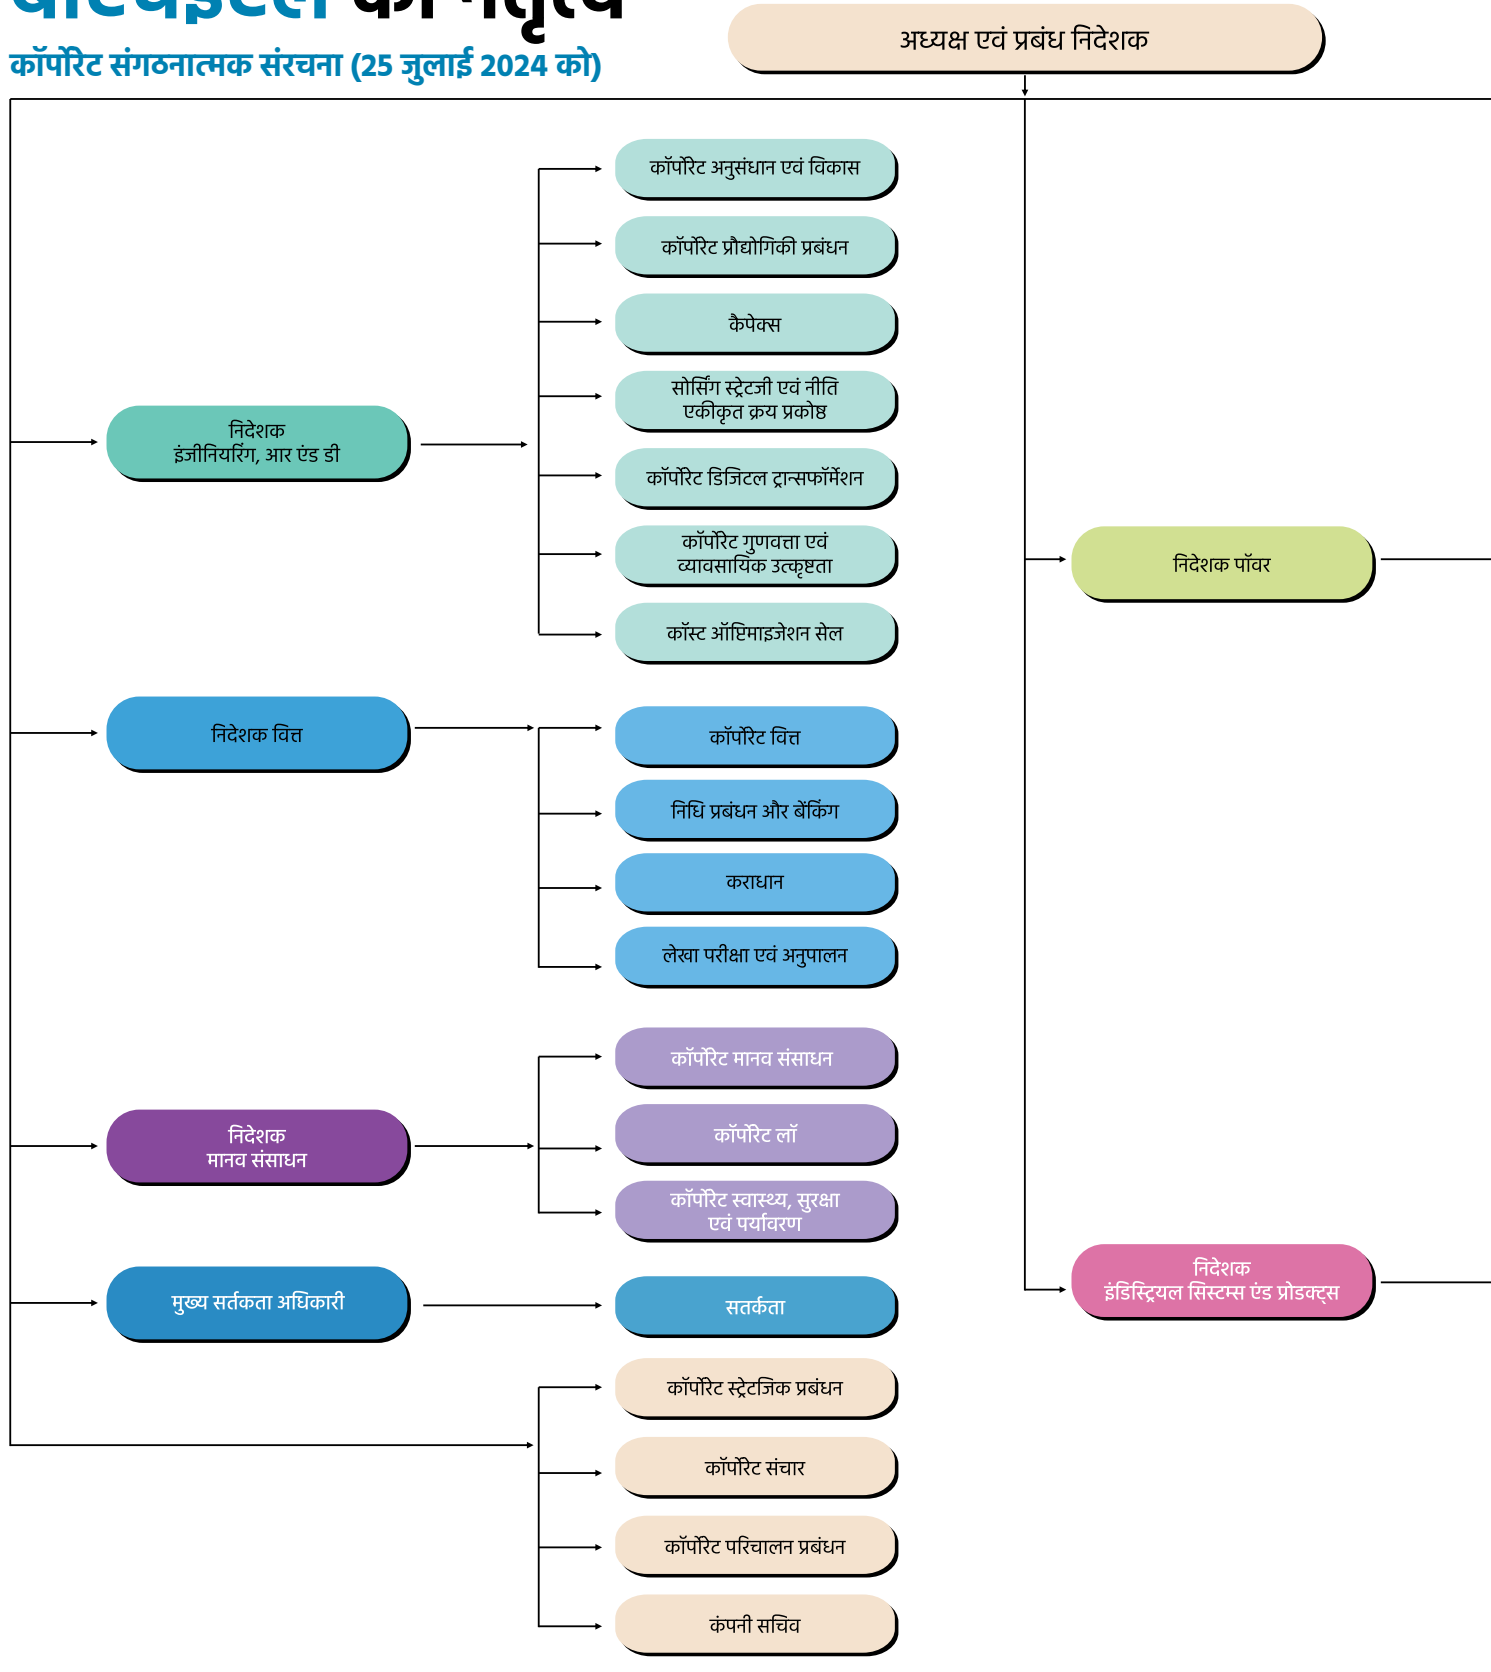 बीएचईएल का नेतृत्व
कॉर्पोरेट संगठनात्मक संरचना (25 जुलाई 2024 को)
अध्यक्ष एवं प्रबंध निदेशक
निदेशक
इंजीनियरिंग, आर एंड डी
कॉर्पोरेट अनुसंधान एवं विकास
कॉर्पोरेट प्रौद्योगिकी प्रबंधन
कैपेक्स
सोर्सिंग स्ट्रेटजी एवं नीति
एकीकृत क्रय प्रकोष्ठ
कॉर्पोरेट डिजिटल ट्रान्सफॉर्मेशन
कॉर्पोरेट गुणवत्ता एवं
व्यावसायिक उत्कृष्टता
कॉस्ट ऑप्टिमाइजेशन सेल
निदेशक वित्त
कॉर्पोरेट वित्त
निधि प्रबंधन और बेंकिंग
कराधान
लेखा परीक्षा एवं अनुपालन
निदेशक
मानव संसाधन
कॉर्पोरेट मानव संसाधन
कॉर्पोरेट लॉ
कॉर्पोरेट स्वास्थ्य, सुरक्षा
एवं पर्यावरण
मुख्य सर्तकता अधिकारी
सतर्कता
कॉर्पोरेट स्ट्रेटजिक प्रबंधन
कॉर्पोरेट संचार
कॉर्पोरेट परिचालन प्रबंधन
कंपनी सचिव
निदेशक पॉवर
निदेशक
इंडिस्ट्रियल सिस्टम्स एंड प्रोडक्ट्स